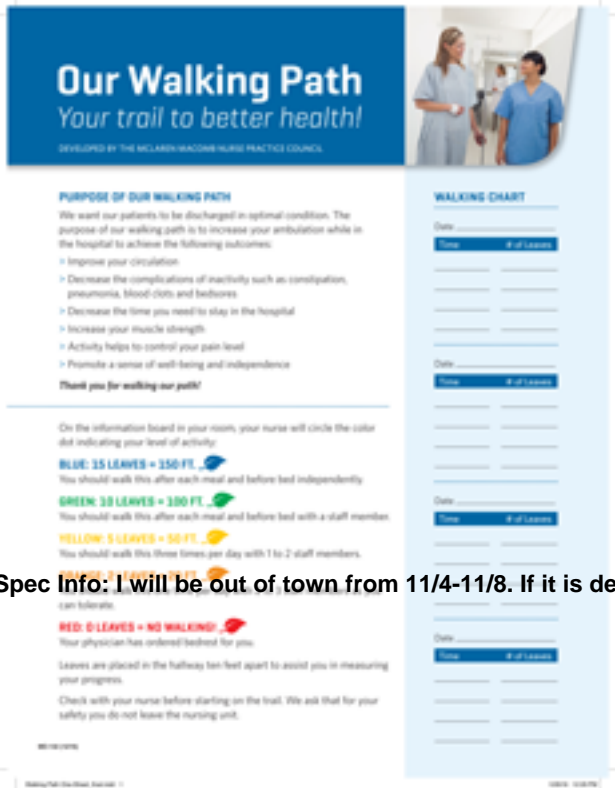 Our Walking Path
Your trail to better health!
DEVELOPED BY THE MCLAREN MACOMB NURSE PRACTICE COUNCIL
PURPOSE OF OUR WALKING PATH
We want our patients to be discharged in optimal condition. The
purpose of our walking path is to increase your ambulation while in
the hospital to achieve the following outcomes:
> Improve your circulation
> Decrease the complications of inactivity such as constipation,
pneumonia, blood clots and bedsores
> Decrease the time you need to stay in the hospital
> Increase your muscle strength
> Activity helps to control your pain level
> Promote a sense of well-being and independence
Thank you for walking our path!
On the information board in your room, your nurse will circle the color
dot indicating your level of activity:
BLUE: 15 LEAVES = 150 FT.
You should walk this after each meal and before bed independently.
GREEN: 10 LEAVES = 100 FT.
You should walk this after each meal and before bed with a staff member.
YELLOW: 5 LEAVES = 50 FT.
You should walk this three times per day with 1 to 2 staff members.
ORANGE: 2 LEAVES = 20 FT.
Spec Info: I will be out of town from 11/4-11/8. If it is de
can tolerate.
RED: 0 LEAVES = NO WALKING!
Your physician has ordered bedrest for you.
Leaves are placed in the hallway ten feet apart to assist you in measuring
your progress.
Check with your nurse before starting on the trail. We ask that for your
safety you do not leave the nursing unit.
WALKING CHART
Date
Time # of Leaves
Date
Time # of Leaves
Date
Time # of Leaves
Date
Time # of Leaves